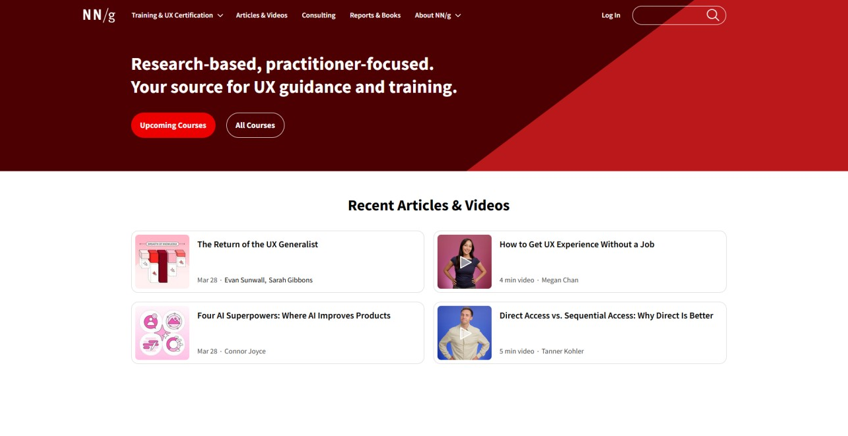 NN/g
Training & UX Certification
Articles & Videos
Consulting
Reports & Books
About NN/g
Log In
Research-based, practitioner-focused.
Your source for UX guidance and training.
Upcoming Courses
All Courses
Recent Articles & Videos
The Return of the UX Generalist
Mar 28 · Evan Sunwall, Sarah Gibbons
How to Get UX Experience Without a Job
4 min video · Megan Chan
Four AI Superpowers: Where AI Improves Products
Mar 28 · Connor Joyce
Direct Access vs. Sequential Access: Why Direct Is Better
5 min video · Tanner Kohler